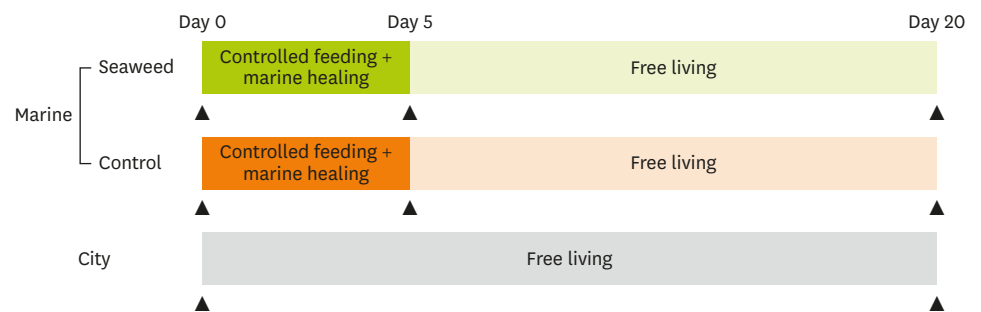 Day 0 Day 5 Day 20
Seaweed
Controlled feeding +
marine healing
Free living
Marine
Control
Controlled feeding +
marine healing
Free living
City
Free living